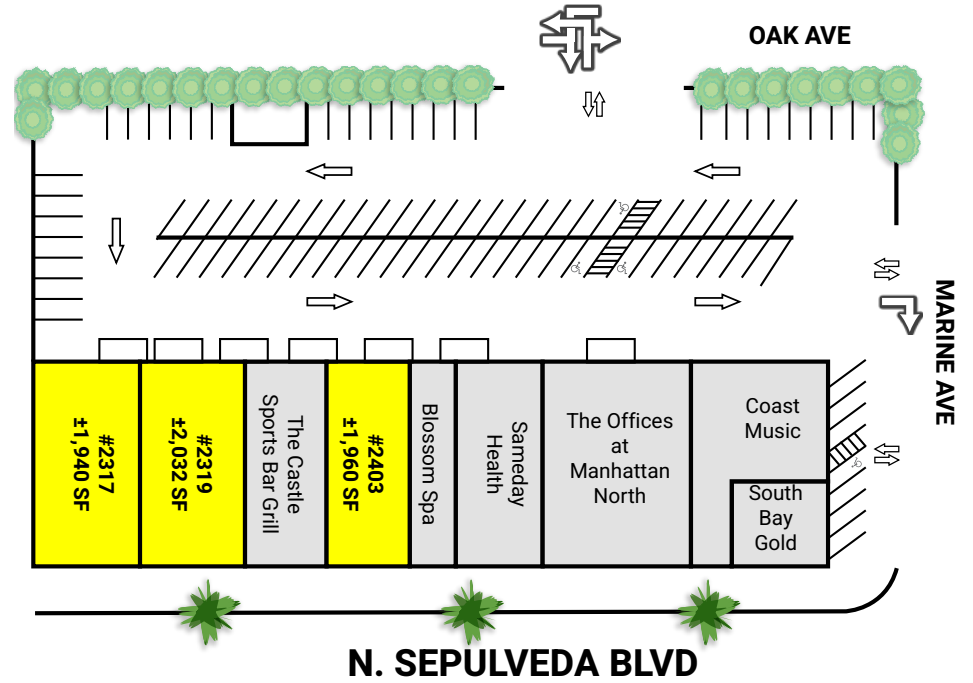 OAK AVE
MARINE AVE
#2317
±1,940 SF
#2319
±2,032 SF
The Castle
Sports Bar Grill
#2403
±1,960 SF
Blossom Spa
Sameday
Health
The Offices
at
Manhattan
North
Coast
Music
South
Bay
Gold
N. SEPULVEDA BLVD